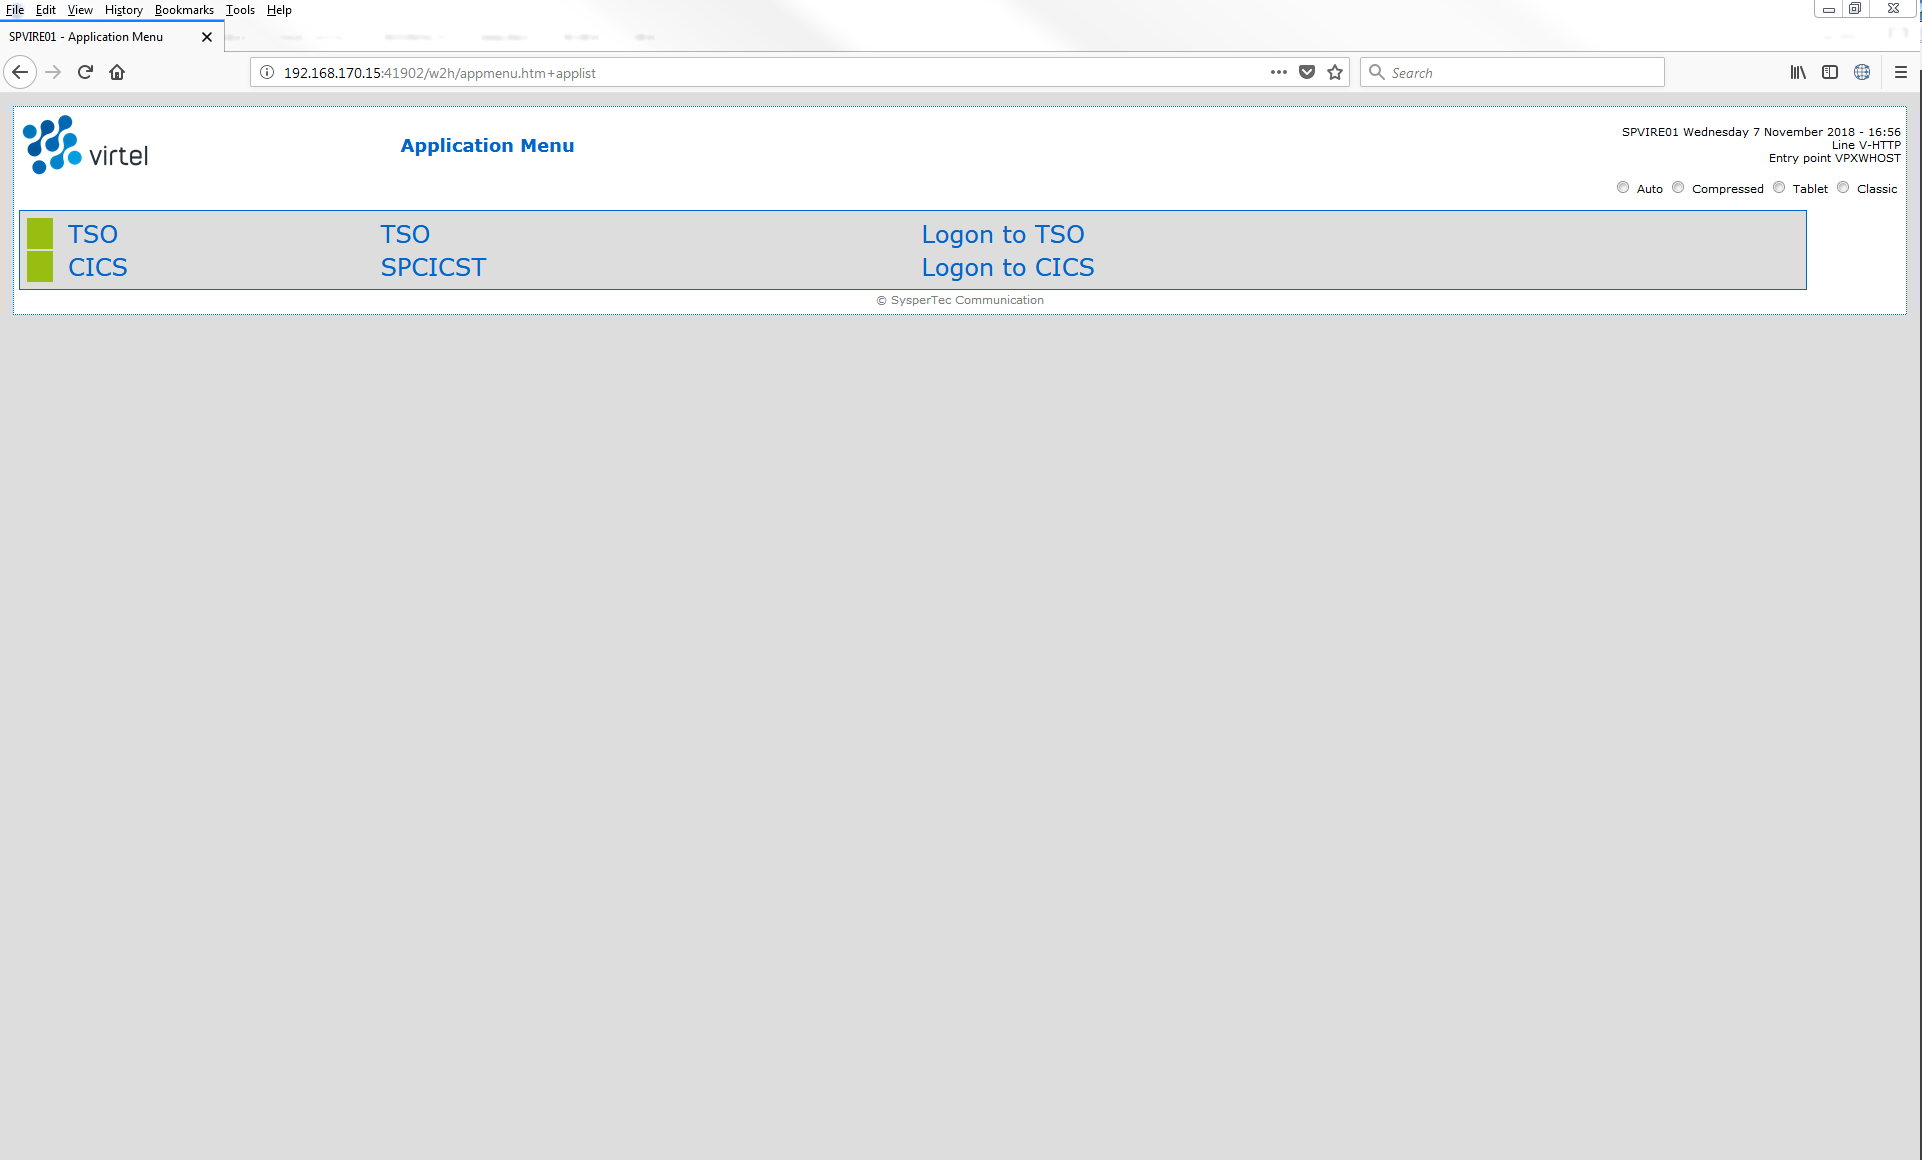 File Edit View History Bookmarks Tools Help
SPVIRE01 - Application Menu
192.168.170.15:41902/w2h/appmenu.htm+applist
Search
virtel
Application Menu
SPVIRE01 Wednesday 7 November 2018 - 16:56
Line V-HTTP
Entry point VPXWHOST
Auto Compressed Tablet Classic
TSO TSO Logon to TSO
CICS SPCICST Logon to CICS
© SysperTec Communication